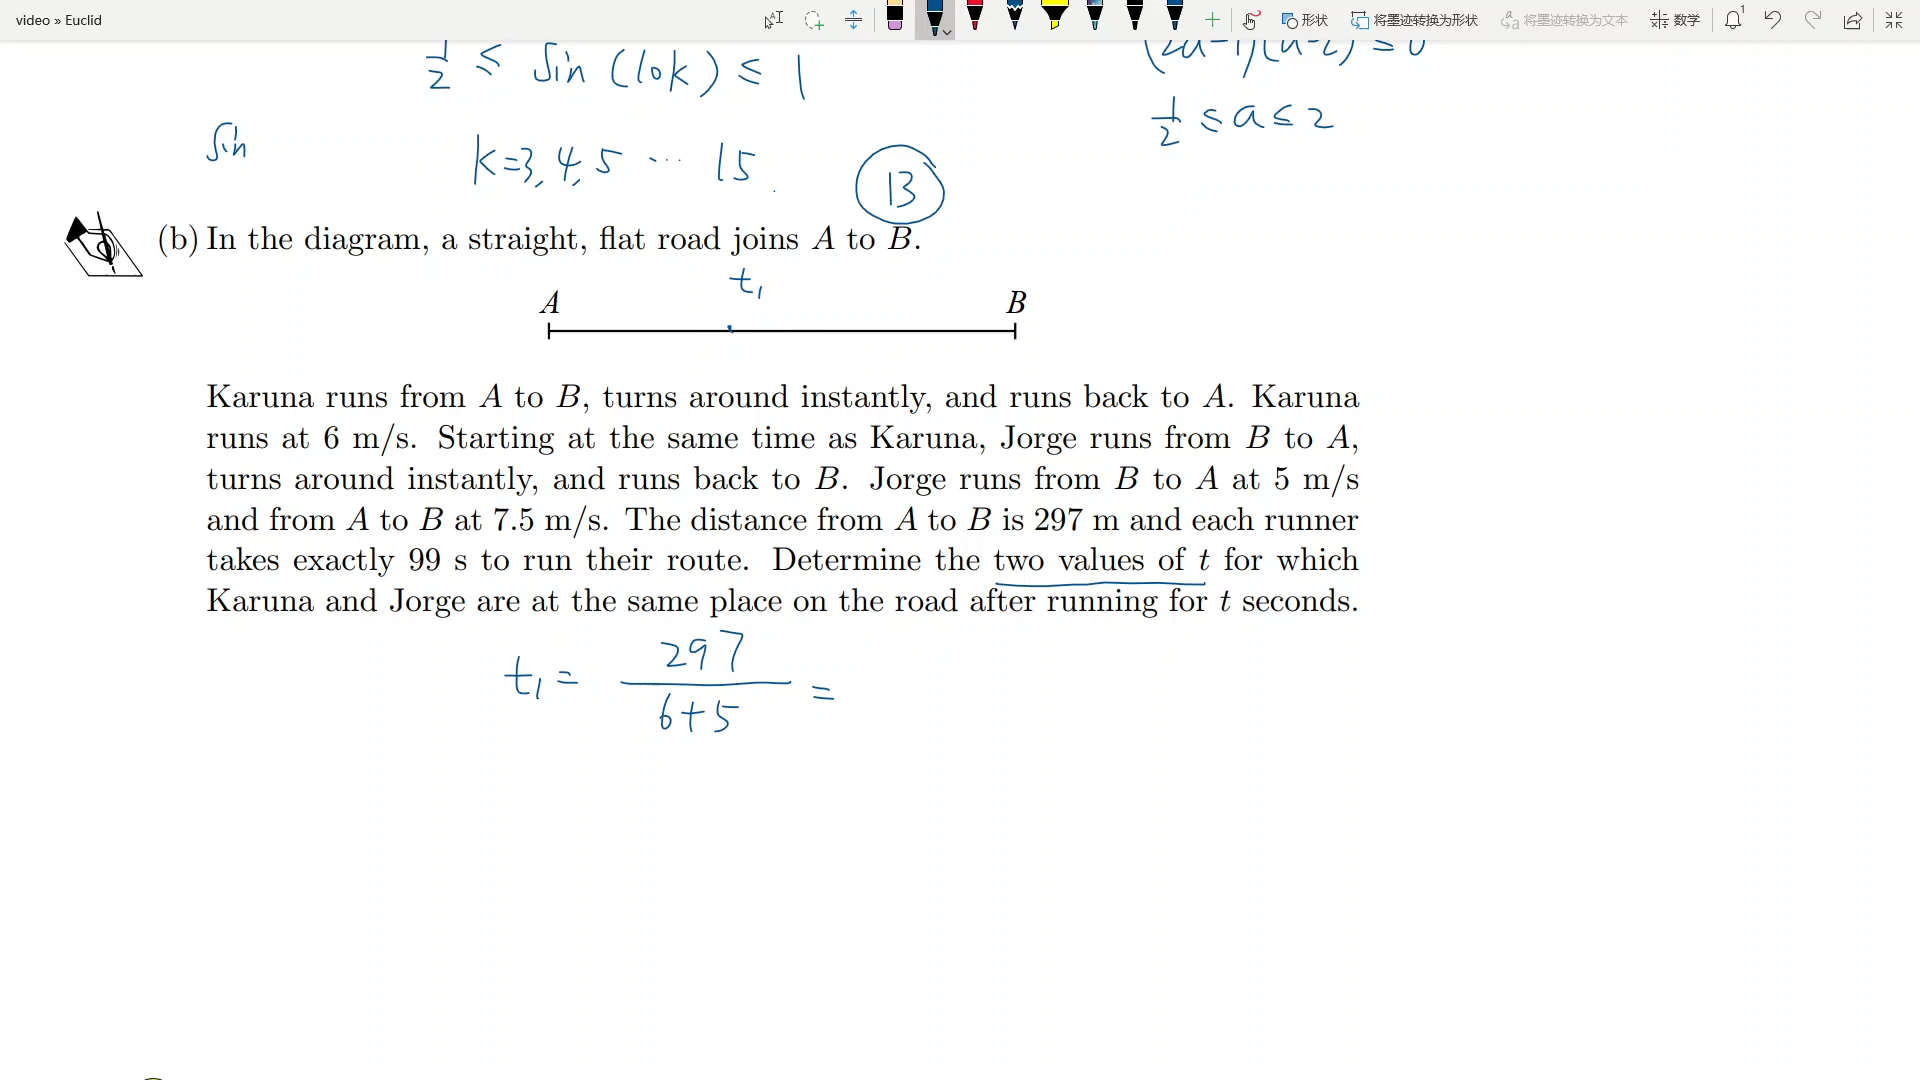 video » Euclid
形状 将墨迹转换为形状 将墨迹转换为文本 数学 1
1/2 ≤ Sin (10k) ≤ 1
(2a-1)(a-2) ≤ 0
1/2 ≤ a ≤ 2
Sin
k=3, 4, 5 ... 15
13
(b) In the diagram, a straight, flat road joins A to B.
t₁
A B
Karuna runs from A to B, turns around instantly, and runs back to A. Karuna
runs at 6 m/s. Starting at the same time as Karuna, Jorge runs from B to A,
turns around instantly, and runs back to B. Jorge runs from B to A at 5 m/s
and from A to B at 7.5 m/s. The distance from A to B is 297 m and each runner
takes exactly 99 s to run their route. Determine the two values of t for which
Karuna and Jorge are at the same place on the road after running for t seconds.
t₁ = 297 / 6+5 =